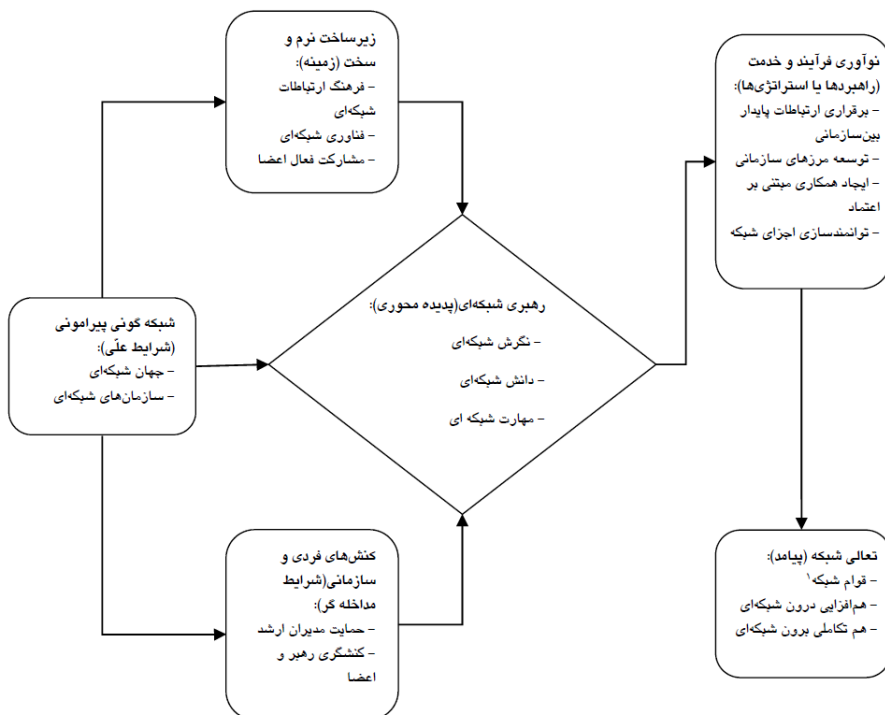 زیرساخت نرم و
سخت (زمینه):
– فرهنگ ارتباطات
شبکه‌ای
– فناوری شبکه‌ای
– مشارکت فعال اعضا
نوآوری فرآیند و خدمت
(راهبردها یا استراتژی‌ها):
– برقراری ارتباطات پایدار
بین‌سازمانی
– توسعه مرزهای سازمانی
– ایجاد همکاری مبتنی بر
اعتماد
– توانمندسازی اجزای شبکه
شبکه گونی پیرامونی
(شرایط علّی):
– جهان شبکه‌ای
– سازمان‌های شبکه‌ای
رهبری شبکه‌ای(پدیده محوری):
– نگرش شبکه‌ای
– دانش شبکه‌ای
– مهارت شبکه ای
کنش‌های فردی و
سازمانی(شرایط
مداخله گر):
– حمایت مدیران ارشد
– کنشگری رهبر و
اعضا
تعالی شبکه (پیامد):
– قوام شبکه۱
– هم‌افزایی درون شبکه‌ای
– هم تکاملی برون شبکه‌ای